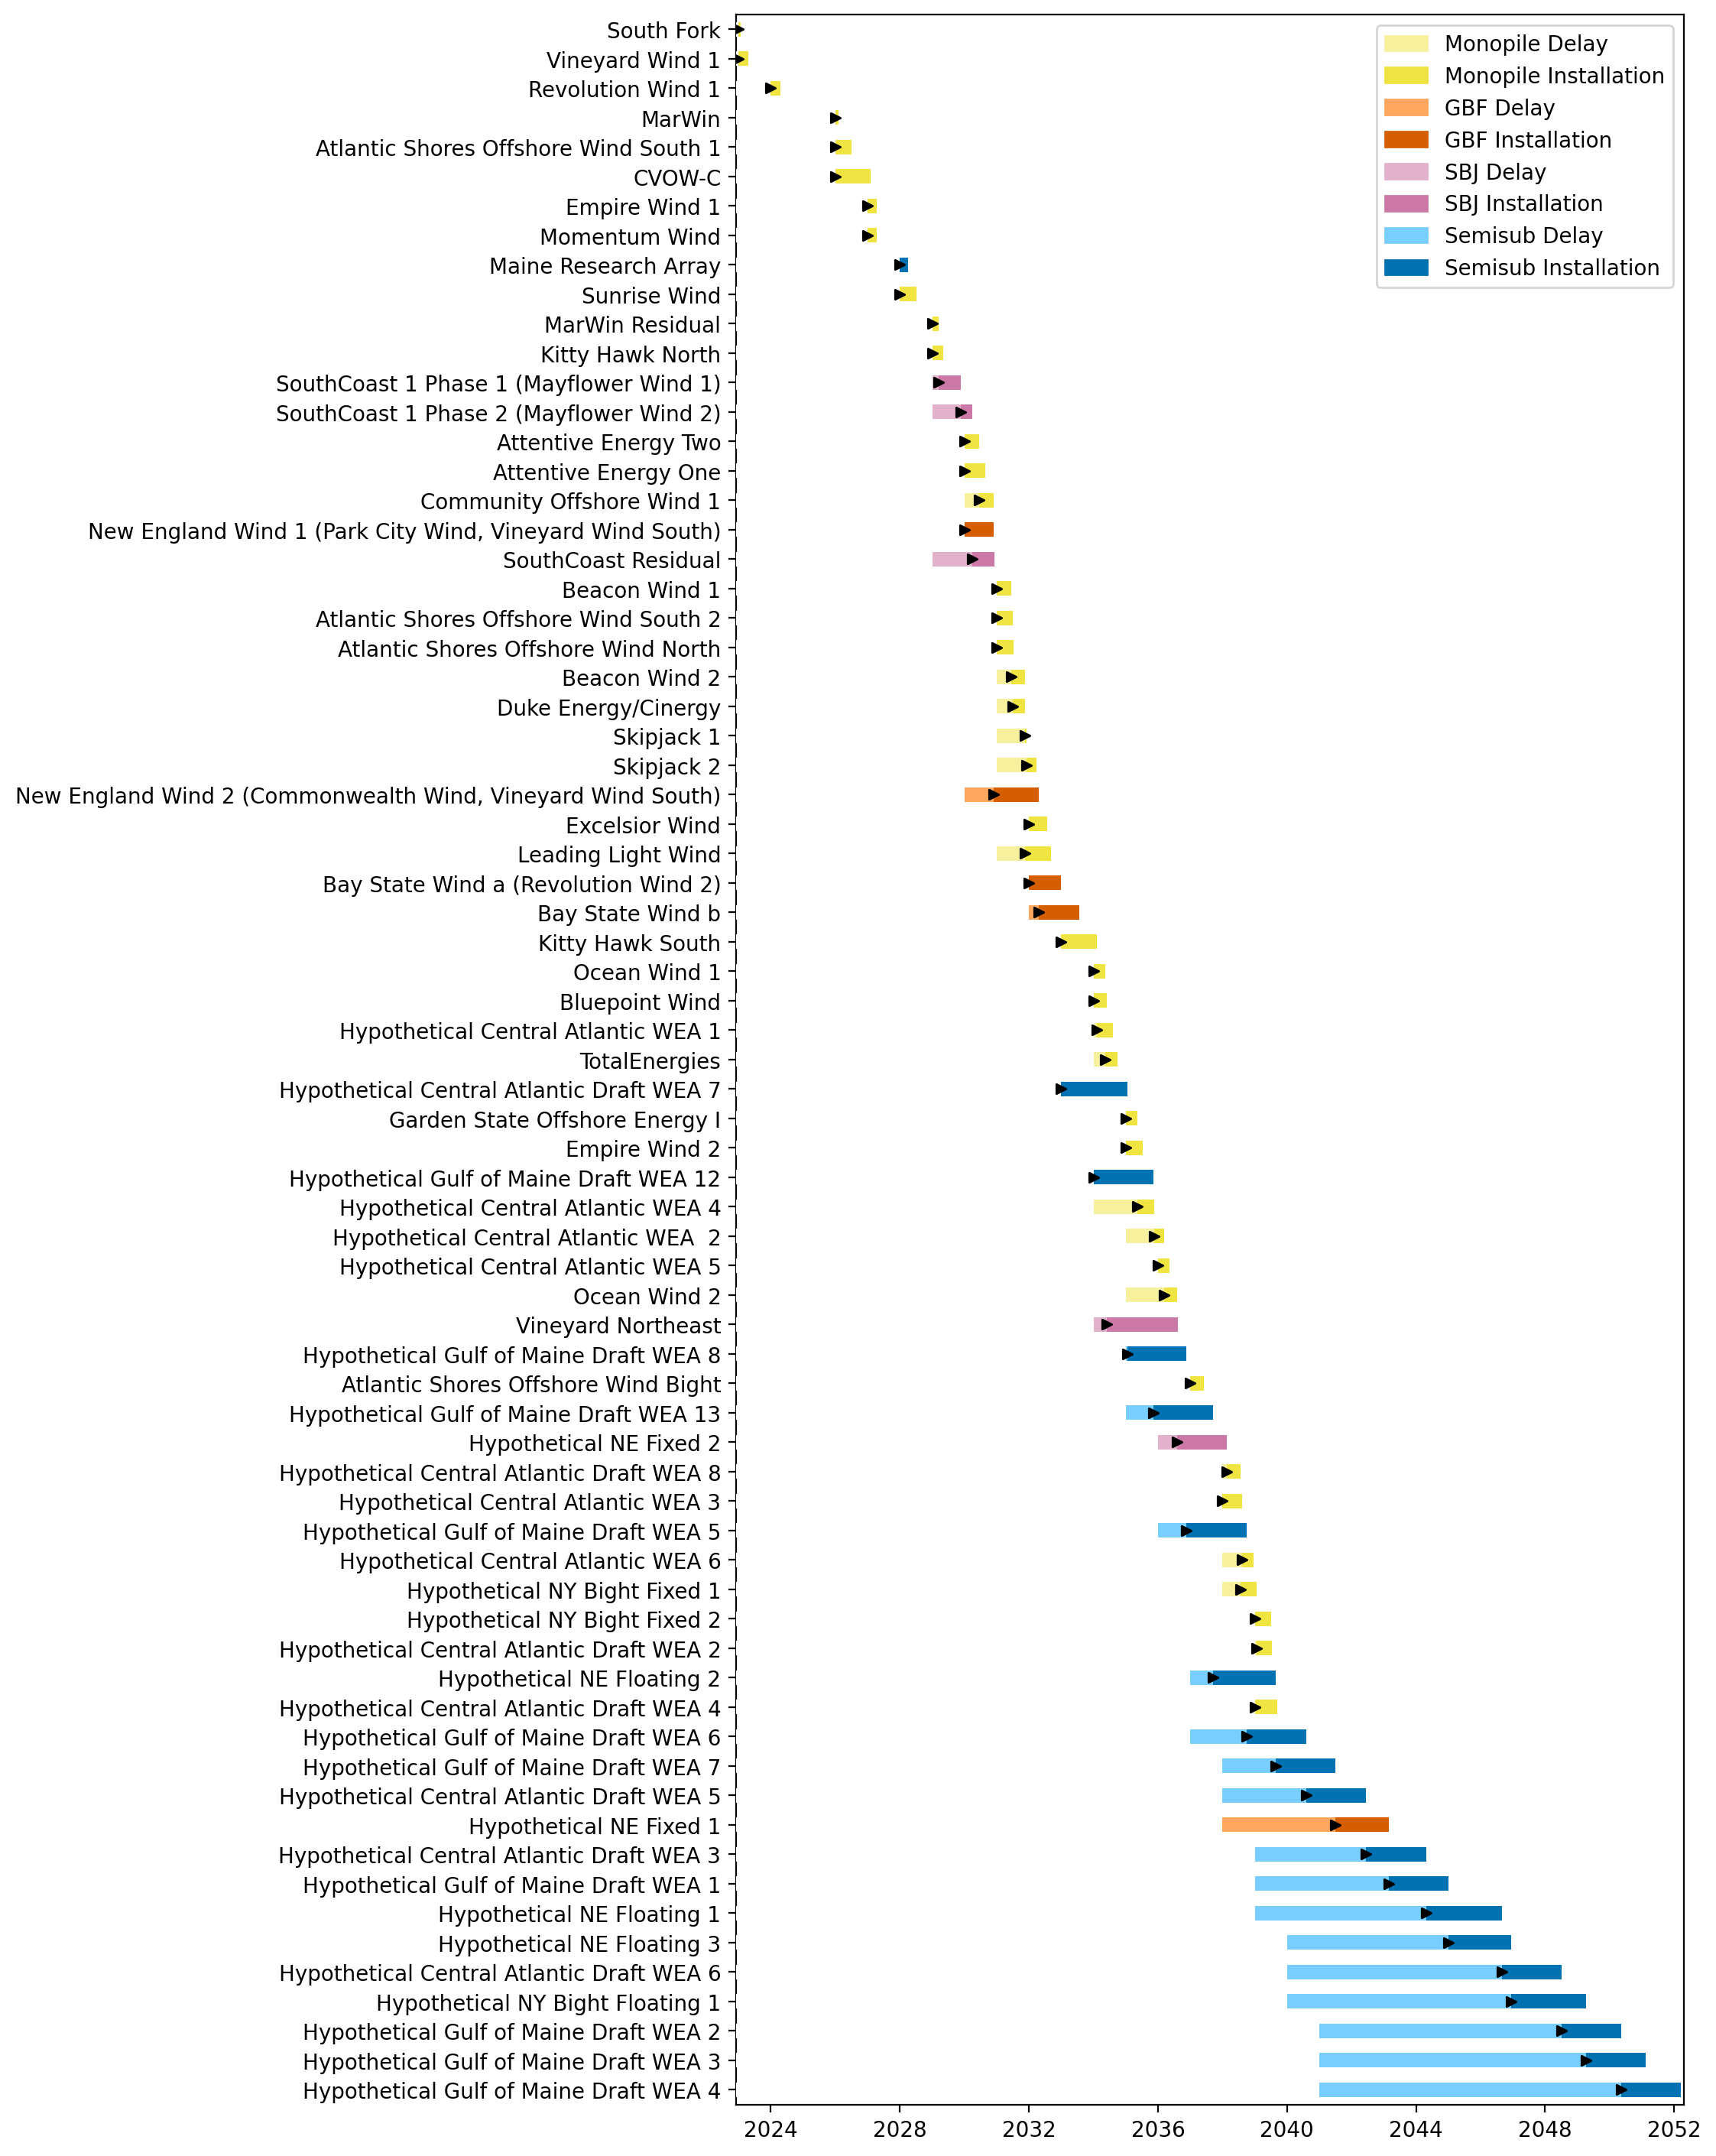 South Fork
Vineyard Wind 1
Revolution Wind 1
MarWin
Atlantic Shores Offshore Wind South 1
CVOW-C
Empire Wind 1
Momentum Wind
Maine Research Array
Sunrise Wind
MarWin Residual
Kitty Hawk North
SouthCoast 1 Phase 1 (Mayflower Wind 1)
SouthCoast 1 Phase 2 (Mayflower Wind 2)
Attentive Energy Two
Attentive Energy One
Community Offshore Wind 1
New England Wind 1 (Park City Wind, Vineyard Wind South)
SouthCoast Residual
Beacon Wind 1
Atlantic Shores Offshore Wind South 2
Atlantic Shores Offshore Wind North
Beacon Wind 2
Duke Energy/Cinergy
Skipjack 1
Skipjack 2
New England Wind 2 (Commonwealth Wind, Vineyard Wind South)
Excelsior Wind
Leading Light Wind
Bay State Wind a (Revolution Wind 2)
Bay State Wind b
Kitty Hawk South
Ocean Wind 1
Bluepoint Wind
Hypothetical Central Atlantic WEA 1
TotalEnergies
Hypothetical Central Atlantic Draft WEA 7
Garden State Offshore Energy I
Empire Wind 2
Hypothetical Gulf of Maine Draft WEA 12
Hypothetical Central Atlantic WEA 4
Hypothetical Central Atlantic WEA  2
Hypothetical Central Atlantic WEA 5
Ocean Wind 2
Vineyard Northeast
Hypothetical Gulf of Maine Draft WEA 8
Atlantic Shores Offshore Wind Bight
Hypothetical Gulf of Maine Draft WEA 13
Hypothetical NE Fixed 2
Hypothetical Central Atlantic Draft WEA 8
Hypothetical Central Atlantic WEA 3
Hypothetical Gulf of Maine Draft WEA 5
Hypothetical Central Atlantic WEA 6
Hypothetical NY Bight Fixed 1
Hypothetical NY Bight Fixed 2
Hypothetical Central Atlantic Draft WEA 2
Hypothetical NE Floating 2
Hypothetical Central Atlantic Draft WEA 4
Hypothetical Gulf of Maine Draft WEA 6
Hypothetical Gulf of Maine Draft WEA 7
Hypothetical Central Atlantic Draft WEA 5
Hypothetical NE Fixed 1
Hypothetical Central Atlantic Draft WEA 3
Hypothetical Gulf of Maine Draft WEA 1
Hypothetical NE Floating 1
Hypothetical NE Floating 3
Hypothetical Central Atlantic Draft WEA 6
Hypothetical NY Bight Floating 1
Hypothetical Gulf of Maine Draft WEA 2
Hypothetical Gulf of Maine Draft WEA 3
Hypothetical Gulf of Maine Draft WEA 4
Monopile Delay
Monopile Installation
GBF Delay
GBF Installation
SBJ Delay
SBJ Installation
Semisub Delay
Semisub Installation
2024 2028 2032 2036 2040 2044 2048 2052